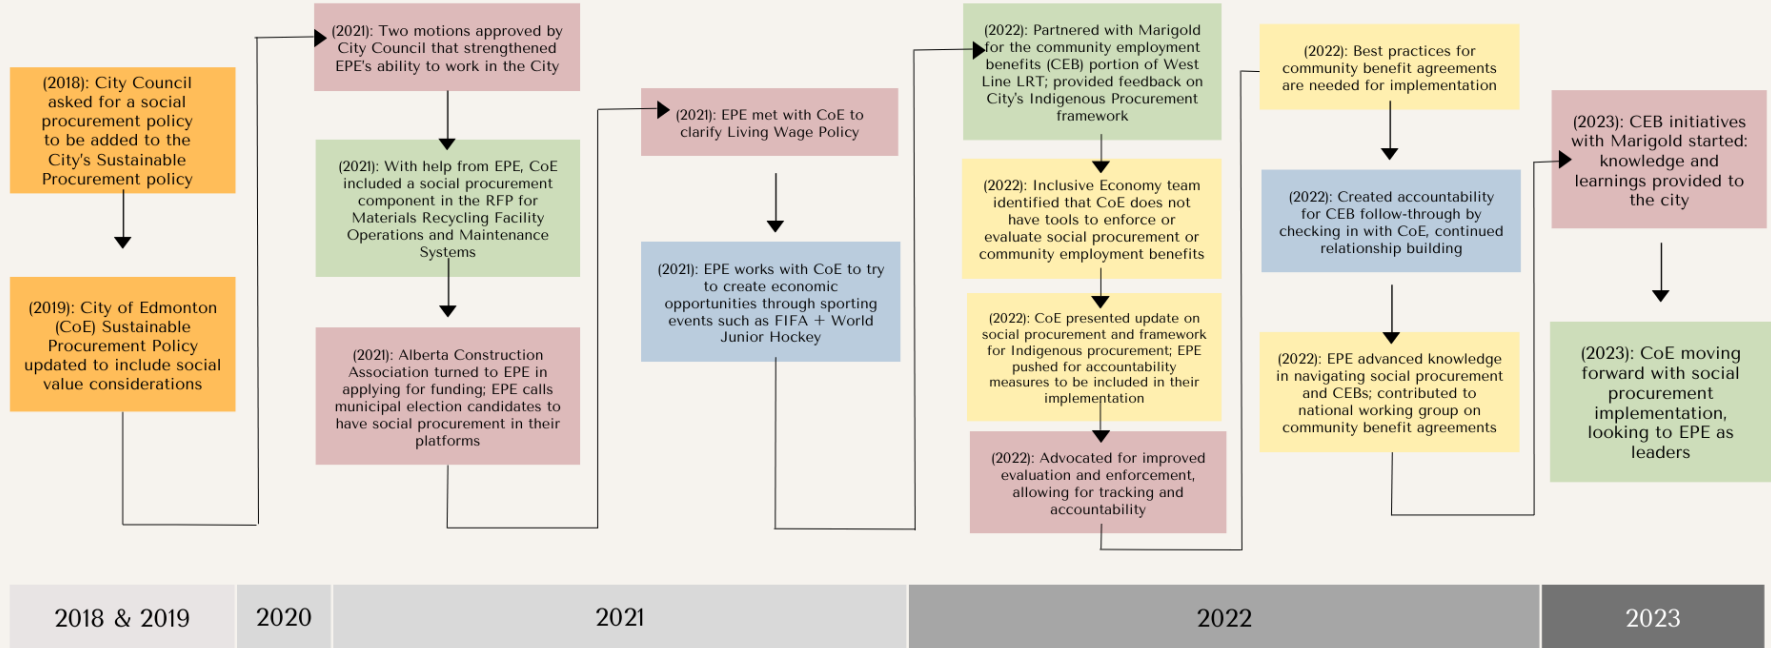 (2018): City Council
asked for a social
procurement policy
to be added to the
City's Sustainable
Procurement policy
(2019): City of Edmonton
(CoE) Sustainable
Procurement Policy
updated to include social
value considerations
(2021): Two motions approved by
City Council that strengthened
EPE's ability to work in the City
(2021): With help from EPE, CoE
included a social procurement
component in the RFP for
Materials Recycling Facility
Operations and Maintenance
Systems
(2021): Alberta Construction
Association turned to EPE in
applying for funding; EPE calls
municipal election candidates to
have social procurement in their
platforms
(2021): EPE met with CoE to
clarify Living Wage Policy
(2021): EPE works with CoE to try
to create economic
opportunities through sporting
events such as FIFA + World
Junior Hockey
(2022): Partnered with Marigold
for the community employment
benefits (CEB) portion of West
Line LRT; provided feedback on
City's Indigenous Procurement
framework
(2022): Inclusive Economy team
identified that CoE does not
have tools to enforce or
evaluate social procurement or
community employment benefits
(2022): CoE presented update on
social procurement and framework
for Indigenous procurement; EPE
pushed for accountability
measures to be included in their
implementation
(2022): Advocated for improved
evaluation and enforcement,
allowing for tracking and
accountability
(2022): Best practices for
community benefit agreements
are needed for implementation
(2022): Created accountability
for CEB follow-through by
checking in with CoE, continued
relationship building
(2022): EPE advanced knowledge
in navigating social procurement
and CEBs; contributed to
national working group on
community benefit agreements
(2023): CEB initiatives
with Marigold started:
knowledge and
learnings provided to
the city
(2023): CoE moving
forward with social
procurement
implementation,
looking to EPE as
leaders
2018 & 2019
2020
2021
2022
2023